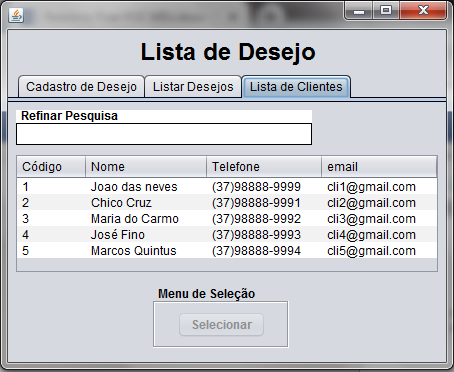 Lista de Desejo
Cadastro de Desejo Listar Desejos Lista de Clientes
Refinar Pesquisa
Código Nome Telefone email
1 Joao das neves (37)98888-9999 cli1@gmail.com
2 Chico Cruz (37)98888-9991 cli2@gmail.com
3 Maria do Carmo (37)98888-9992 cli3@gmail.com
4 José Fino (37)98888-9993 cli4@gmail.com
5 Marcos Quintus (37)98888-9994 cli5@gmail.com
Menu de Seleção
Selecionar